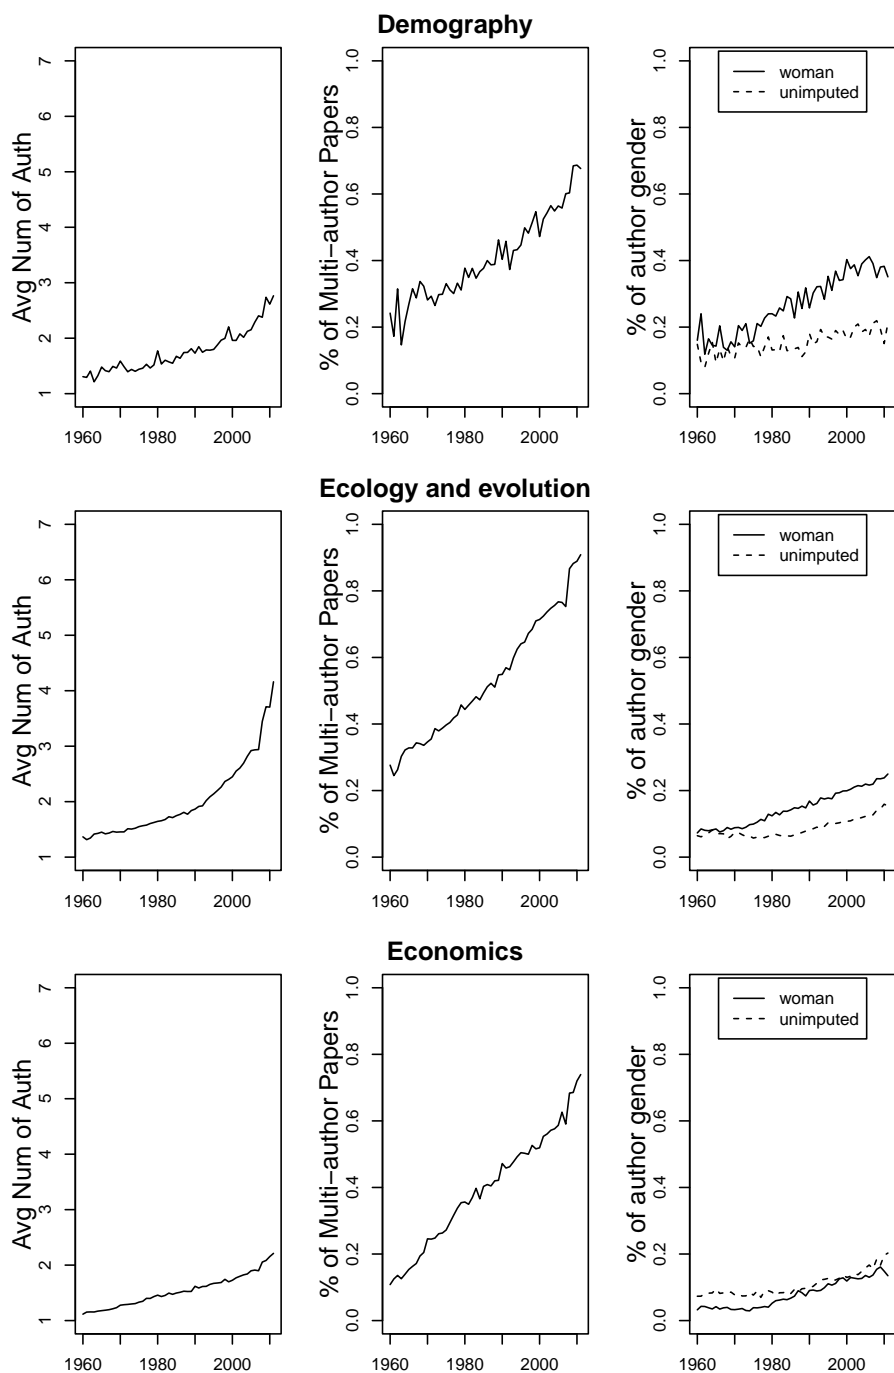 Demography
Avg Num of Auth
7
6
5
4
3
2
1
1960 1980 2000
% of Multi−author Papers
1.0
0.8
0.6
0.4
0.2
0.0
1960 1980 2000
% of author gender
1.0
0.8
0.6
0.4
0.2
0.0
1960 1980 2000
woman
unimputed
Ecology and evolution
Avg Num of Auth
7
6
5
4
3
2
1
1960 1980 2000
% of Multi−author Papers
1.0
0.8
0.6
0.4
0.2
0.0
1960 1980 2000
% of author gender
1.0
0.8
0.6
0.4
0.2
0.0
1960 1980 2000
woman
unimputed
Economics
Avg Num of Auth
7
6
5
4
3
2
1
1960 1980 2000
% of Multi−author Papers
1.0
0.8
0.6
0.4
0.2
0.0
1960 1980 2000
% of author gender
1.0
0.8
0.6
0.4
0.2
0.0
1960 1980 2000
woman
unimputed